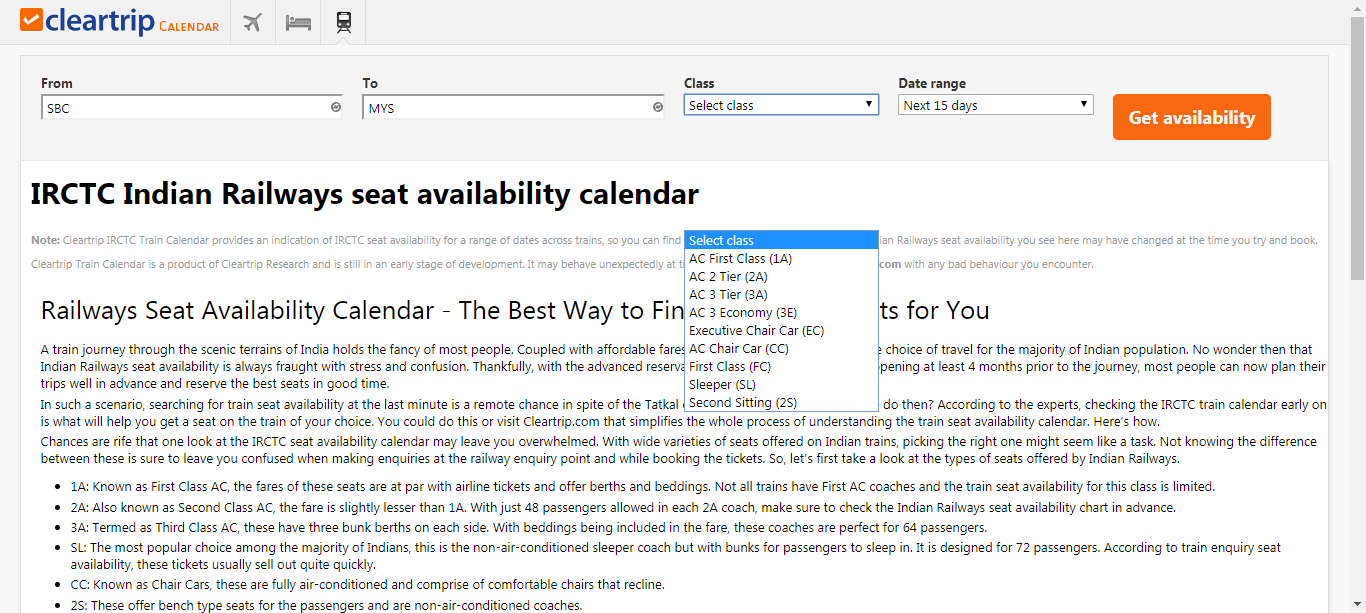 cleartrip CALENDAR
From
To
Class
Date range
SBC
MYS
Select class
Next 15 days
Get availability
IRCTC Indian Railways seat availability calendar
Note: Cleartrip IRCTC Train Calendar provides an indication of IRCTC seat availability for a range of dates across trains, so you can find
ian Railways seat availability you see here may have changed at the time you try and book.
Cleartrip Train Calendar is a product of Cleartrip Research and is still in an early stage of development. It may behave unexpectedly at
com with any bad behaviour you encounter.
Select class
AC First Class (1A)
AC 2 Tier (2A)
AC 3 Tier (3A)
AC 3 Economy (3E)
Executive Chair Car (EC)
AC Chair Car (CC)
First Class (FC)
Sleeper (SL)
Second Sitting (2S)
Railways Seat Availability Calendar - The Best Way to Fin
ts for You
A train journey through the scenic terrains of India holds the fancy of most people. Coupled with affordable fares
choice of travel for the majority of Indian population. No wonder then that
Indian Railways seat availability is always fraught with stress and confusion. Thankfully, with the advanced reserva
pening at least 4 months prior to the journey, most people can now plan their
trips well in advance and reserve the best seats in good time.
In such a scenario, searching for train seat availability at the last minute is a remote chance in spite of the Tatkal
do then? According to the experts, checking the IRCTC train calendar early on
is what will help you get a seat on the train of your choice. You could do this or visit Cleartrip.com that simplifies the whole process of understanding the train seat availability calendar. Here's how.
Chances are rife that one look at the IRCTC seat availability calendar may leave you overwhelmed. With wide varieties of seats offered on Indian trains, picking the right one might seem like a task. Not knowing the difference
between these is sure to leave you confused when making enquiries at the railway enquiry point and while booking the tickets. So, let's first take a look at the types of seats offered by Indian Railways.
• 1A: Known as First Class AC, the fares of these seats are at par with airline tickets and offer berths and beddings. Not all trains have First AC coaches and the train seat availability for this class is limited.
• 2A: Also known as Second Class AC, the fare is slightly lesser than 1A. With just 48 passengers allowed in each 2A coach, make sure to check the Indian Railways seat availability chart in advance.
• 3A: Termed as Third Class AC, these have three bunk berths on each side. With beddings being included in the fare, these coaches are perfect for 64 passengers.
• SL: The most popular choice among the majority of Indians, this is the non-air-conditioned sleeper coach but with bunks for passengers to sleep in. It is designed for 72 passengers. According to train enquiry seat
availability, these tickets usually sell out quite quickly.
• CC: Known as Chair Cars, these are fully air-conditioned and comprise of comfortable chairs that recline.
• 2S: These offer bench type seats for the passengers and are non-air-conditioned coaches.